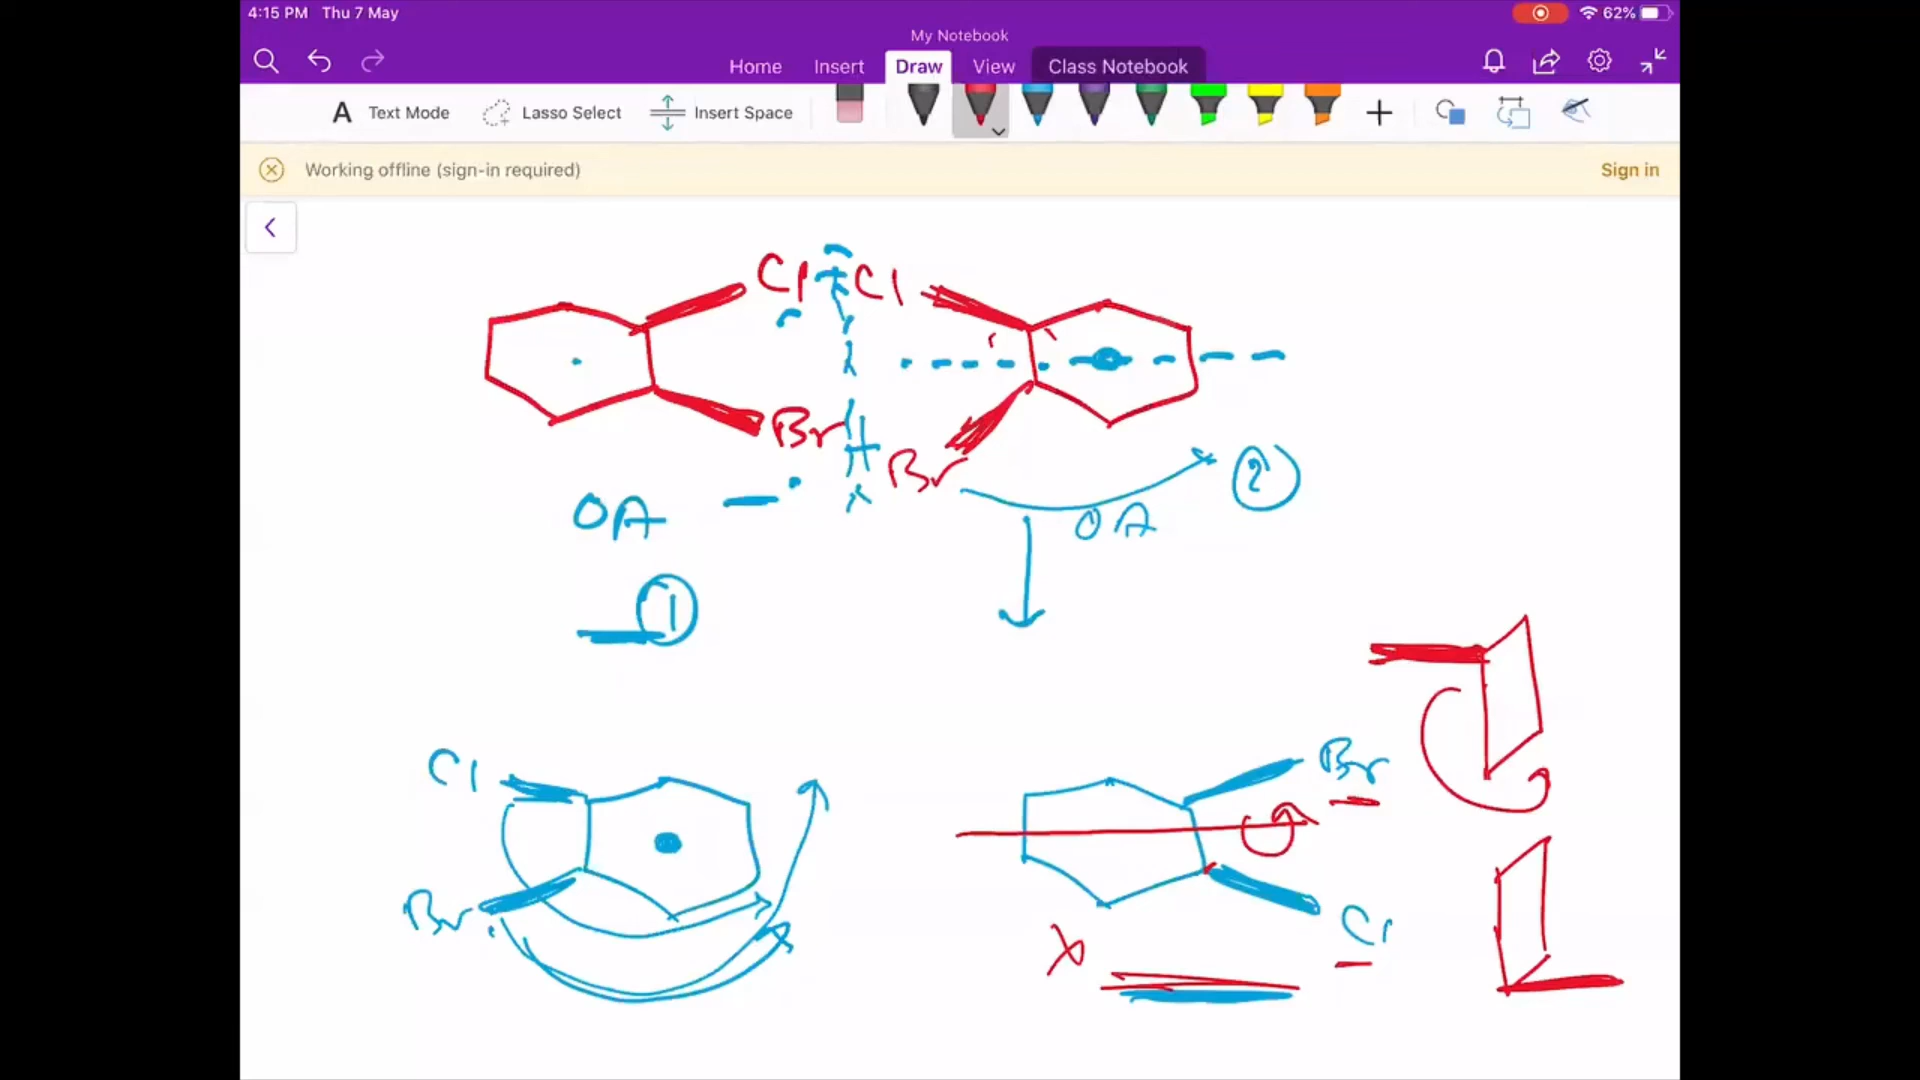 4:15 PM Thu 7 May
62%
My Notebook
Home Insert Draw View Class Notebook
A Text Mode Lasso Select Insert Space
Working offline (sign-in required) Sign in
Cl Cl
Br Br
OA OA 2
1
Cl Br
Br Cl